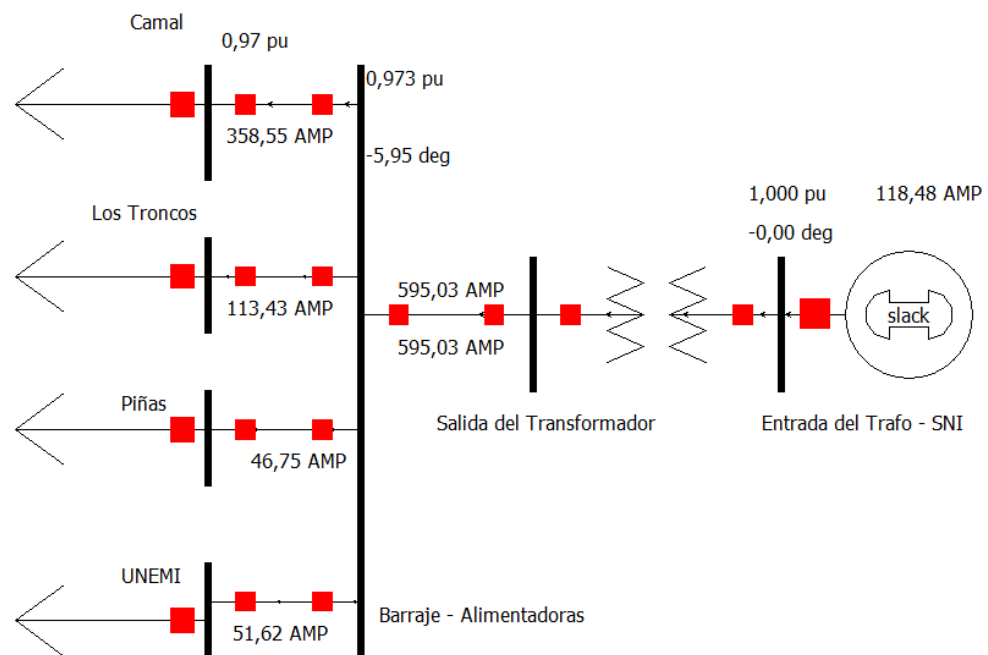 Camal
0,97 pu
0,973 pu
358,55 AMP
-5,95 deg
Los Troncos
113,43 AMP
1,000 pu
118,48 AMP
-0,00 deg
595,03 AMP
595,03 AMP
slack
Piñas
46,75 AMP
Salida del Transformador
Entrada del Trafo - SNI
UNEMI
51,62 AMP
Barraje - Alimentadoras